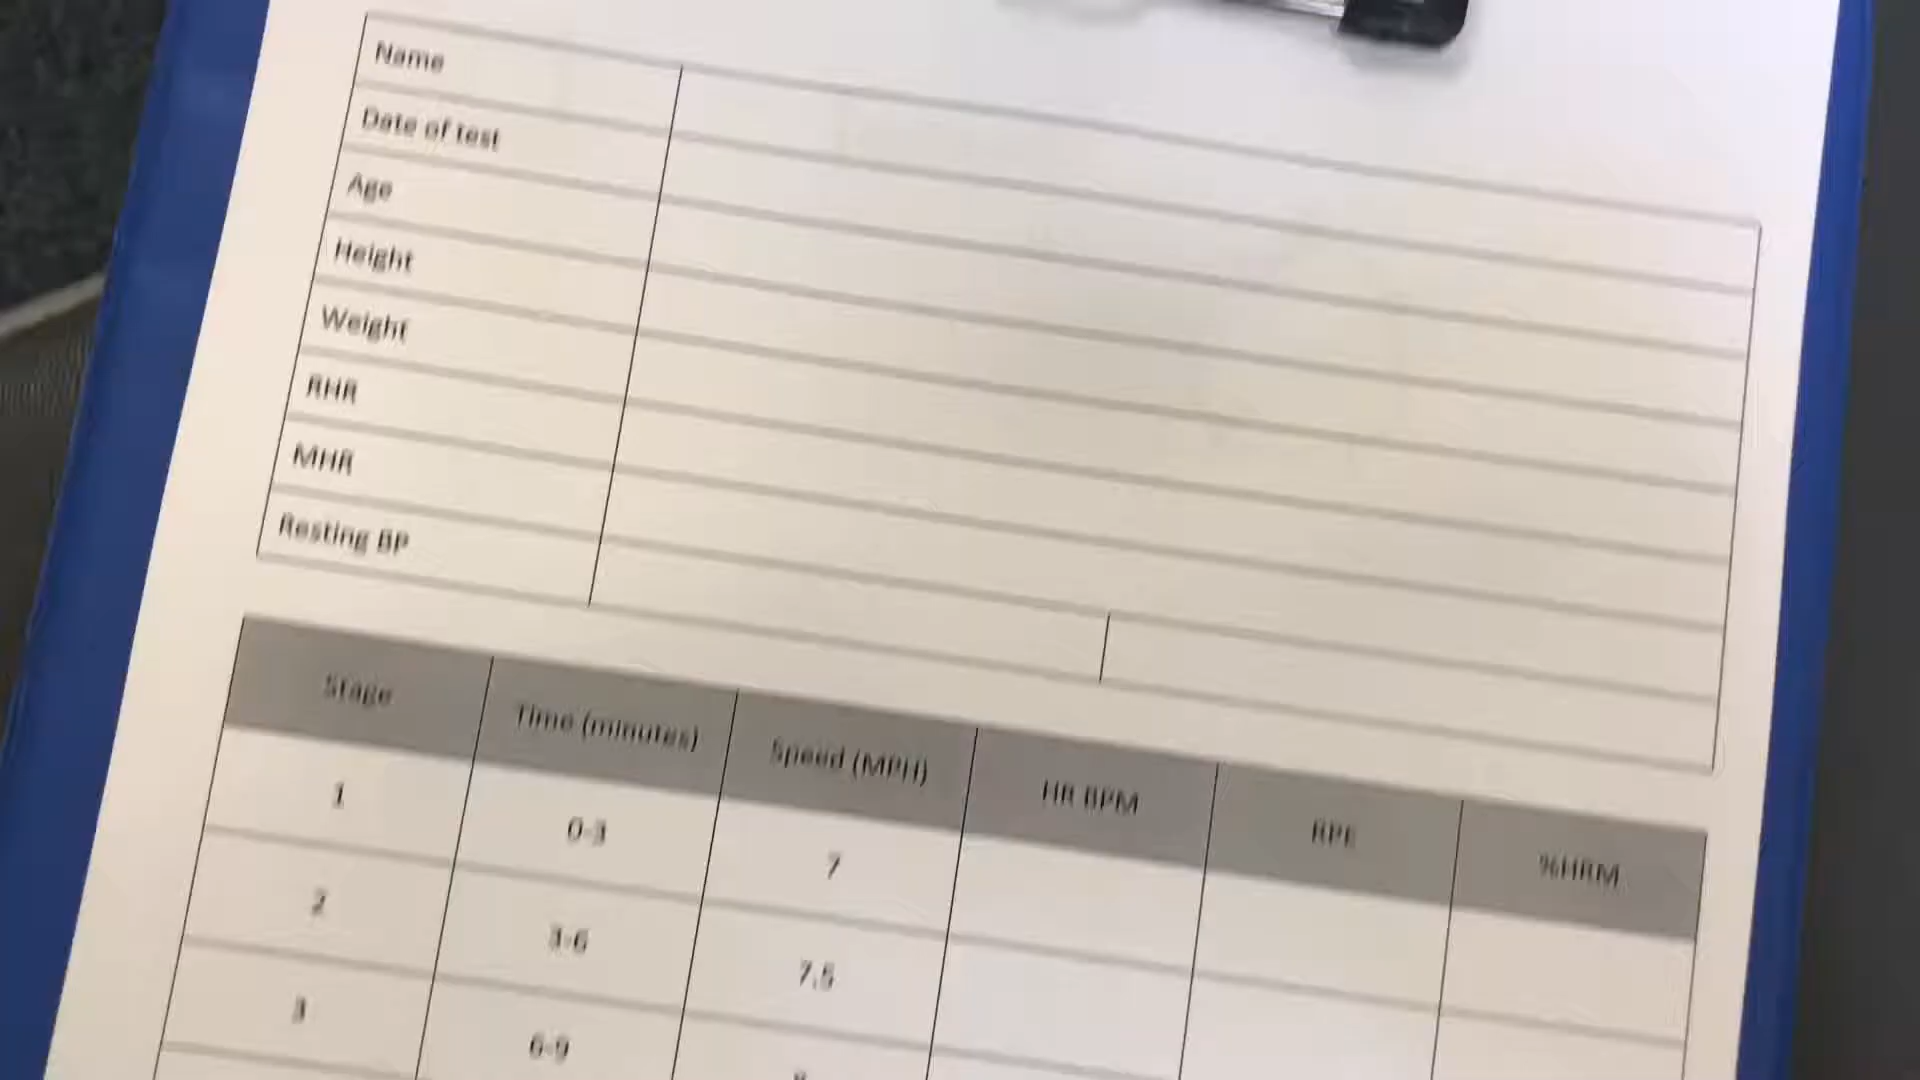 Name
Date of test
Age
Height
Weight
RHR
MHR
Resting BP
Stage Time (minutes) Speed (MPH) HR BPM RPE %HRM
1 0-3 7
2 3-6 7.5
3 6-9